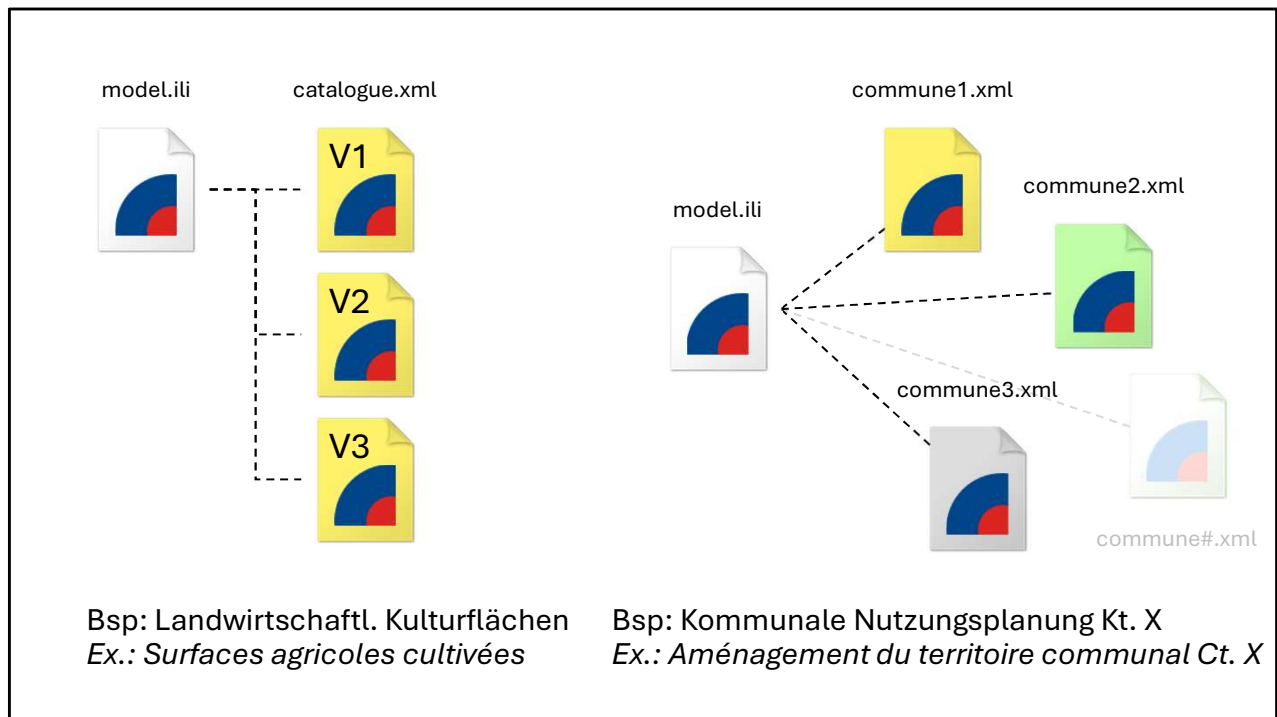 model.ili
catalogue.xml
V1
V2
V3
Bsp: Landwirtschaftl. Kulturflächen
Ex.: Surfaces agricoles cultivées
commune1.xml
commune2.xml
model.ili
commune3.xml
commune#.xml
Bsp: Kommunale Nutzungsplanung Kt. X
Ex.: Aménagement du territoire communal Ct. X